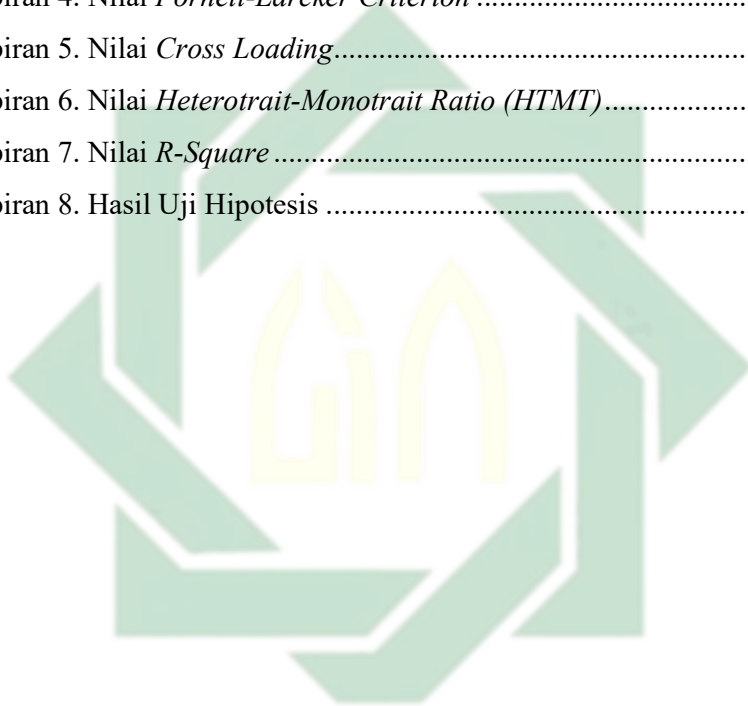 piran 4. Nilai Fornell-Larcker Criterion ........................................
piran 5. Nilai Cross Loading............................................................
piran 6. Nilai Heterotrait-Monotrait Ratio (HTMT).....................
piran 7. Nilai R-Square ....................................................................
piran 8. Hasil Uji Hipotesis .............................................................
uin